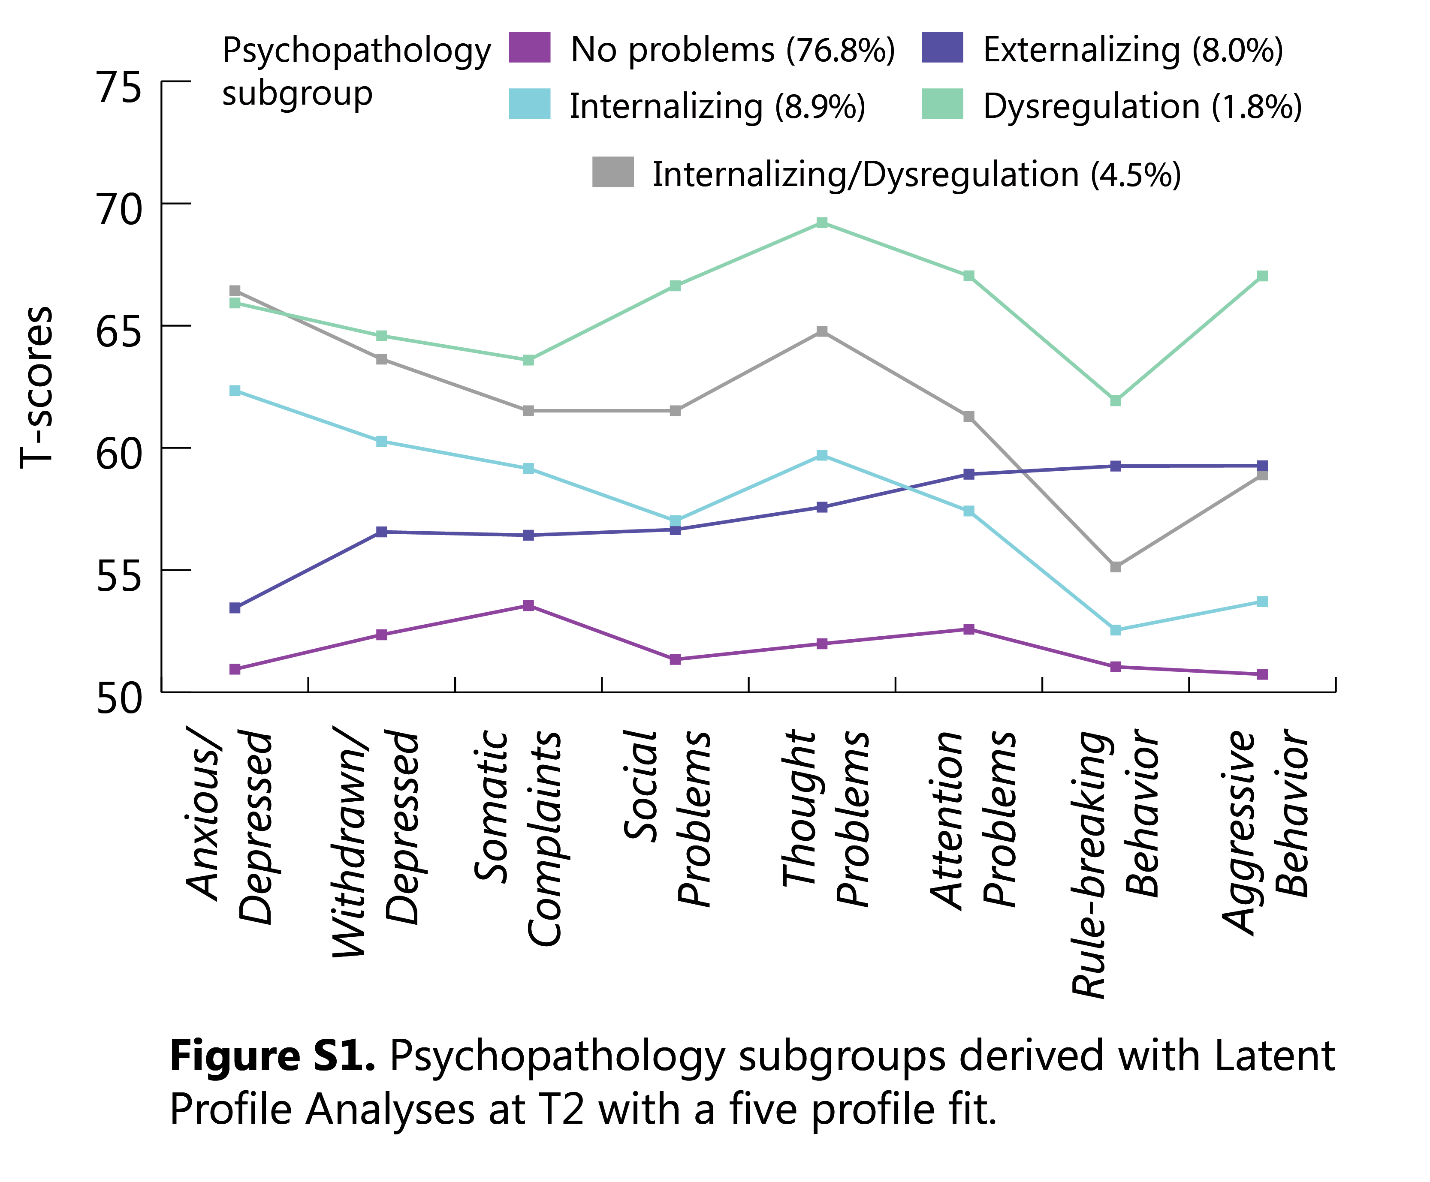 Psychopathology
subgroup
No problems (76.8%)
Externalizing (8.0%)
Internalizing (8.9%)
Dysregulation (1.8%)
Internalizing/Dysregulation (4.5%)
T-scores
75
70
65
60
55
50
Anxious/
Depressed
Withdrawn/
Depressed
Somatic
Complaints
Social
Problems
Thought
Problems
Attention
Problems
Rule-breaking
Behavior
Aggressive
Behavior
Figure S1. Psychopathology subgroups derived with Latent
Profile Analyses at T2 with a five profile fit.